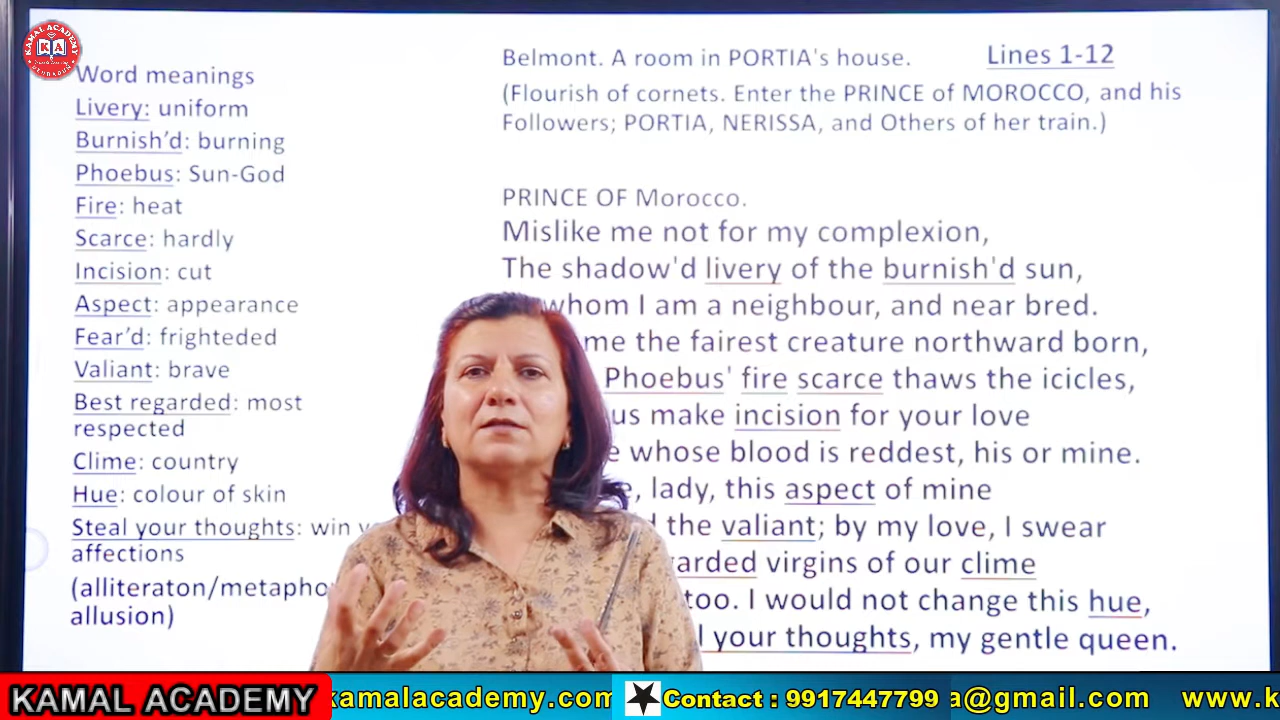 KAMAL ACADEMY
KA
DEHRADUN
Word meanings
Livery: uniform
Burnish'd: burning
Phoebus: Sun-God
Fire: heat
Scarce: hardly
Incision: cut
Aspect: appearance
Fear'd: frighteded
Valiant: brave
Best regarded: most
respected
Clime: country
Hue: colour of skin
Steal your thoughts: win
affections
(alliteraton/metapho
allusion)
Belmont. A room in PORTIA's house. Lines 1-12
(Flourish of cornets. Enter the PRINCE of MOROCCO, and his
Followers; PORTIA, NERISSA, and Others of her train.)
PRINCE OF Morocco.
Mislike me not for my complexion,
The shadow'd livery of the burnish'd sun,
whom I am a neighbour, and near bred.
me the fairest creature northward born,
Phoebus' fire scarce thaws the icicles,
us make incision for your love
whose blood is reddest, his or mine.
lady, this aspect of mine
the valiant; by my love, I swear
arded virgins of our clime
too. I would not change this hue,
your thoughts, my gentle queen.
KAMAL ACADEMY kamalacademy.com Contact : 9917447799 a@gmail.com www.k